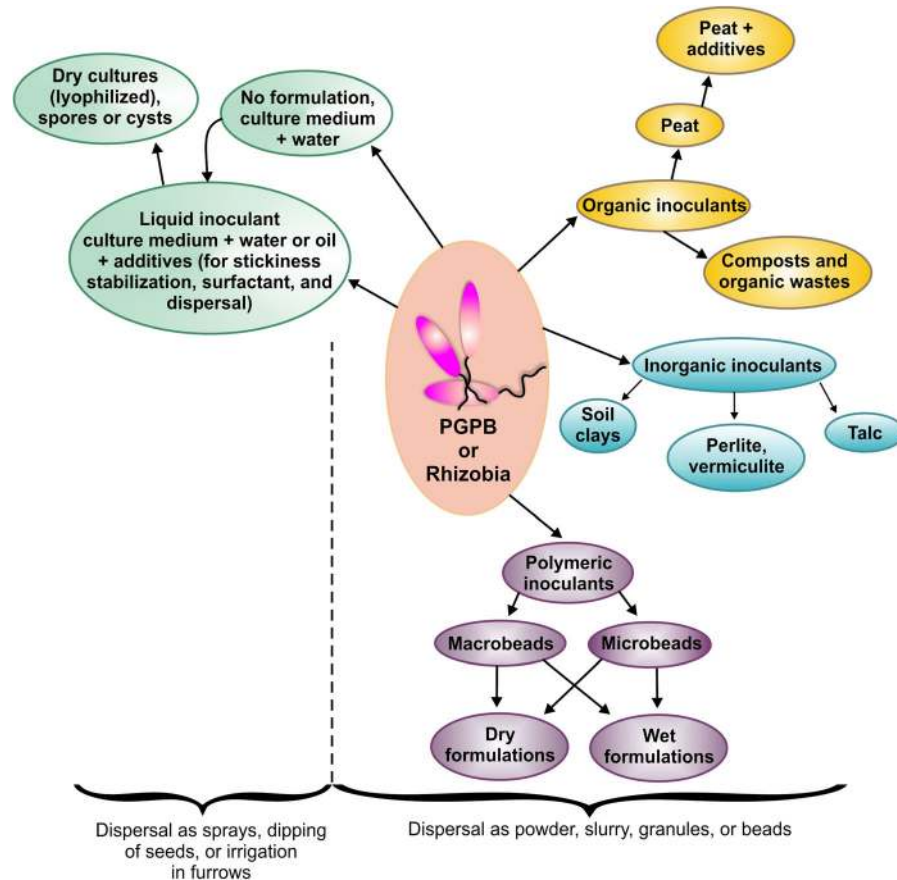 Peat +
additives
Dry cultures
(lyophilized),
spores or cysts
No formulation,
culture medium
+ water
Peat
Liquid inoculant
culture medium + water or oil
+ additives (for stickiness
stabilization, surfactant, and
dispersal)
Organic inoculants
Composts and
organic wastes
PGPB
or
Rhizobia
Inorganic inoculants
Soil
clays
Perlite,
vermiculite
Talc
Polymeric
inoculants
Macrobeads
Microbeads
Dry
formulations
Wet
formulations
Dispersal as sprays, dipping
of seeds, or irrigation
in furrows
Dispersal as powder, slurry, granules, or beads